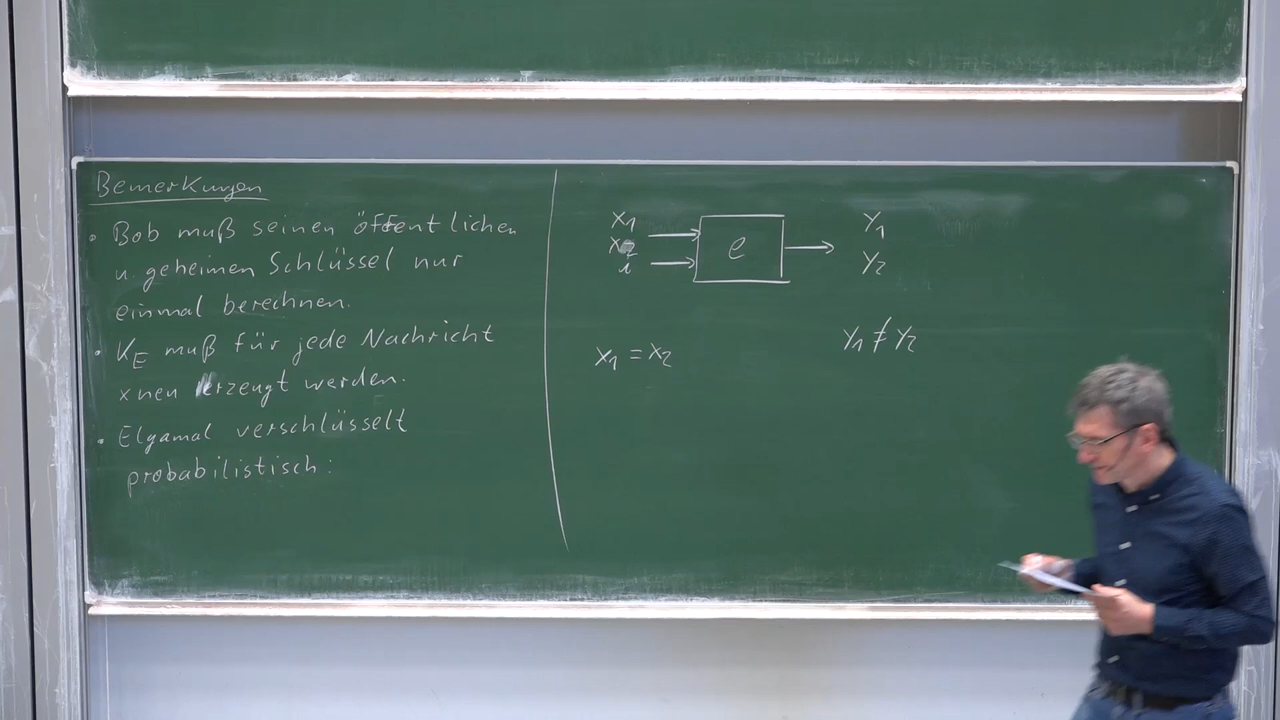 Bemerkungen
• Bob muß seinen öffentlichen
u. geheimen Schlüssel nur
einmal berechnen.
• K_E muß für jede Nachricht
x neu erzeugt werden.
• Elgamal verschlüsselt
probabilistisch:
x₁
x₂
i
e
y₁
y₂
x₁ = x₂
y₁ ≠ y₂